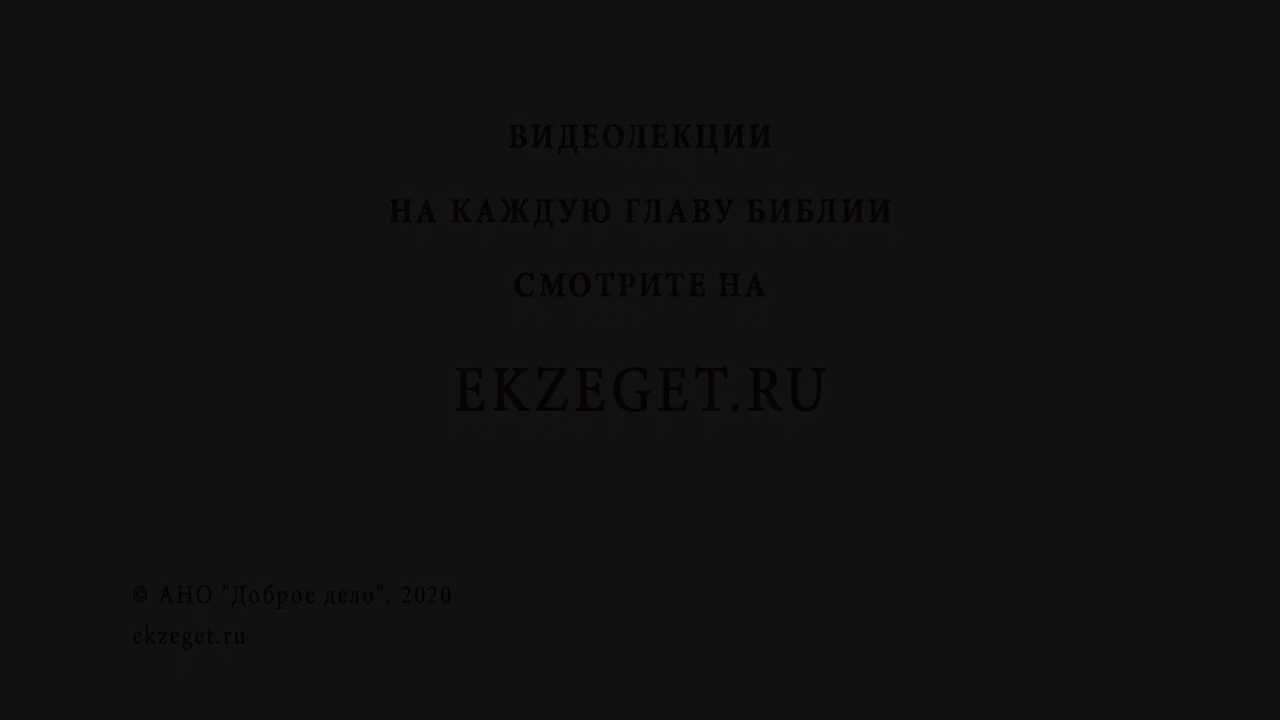 ВИДЕОЛЕКЦИИ
НА КАЖДУЮ ГЛАВУ БИБЛИИ
СМОТРИТЕ НА
EKZEGET.RU
© АНО "Доброе дело", 2020
ekzeget.ru